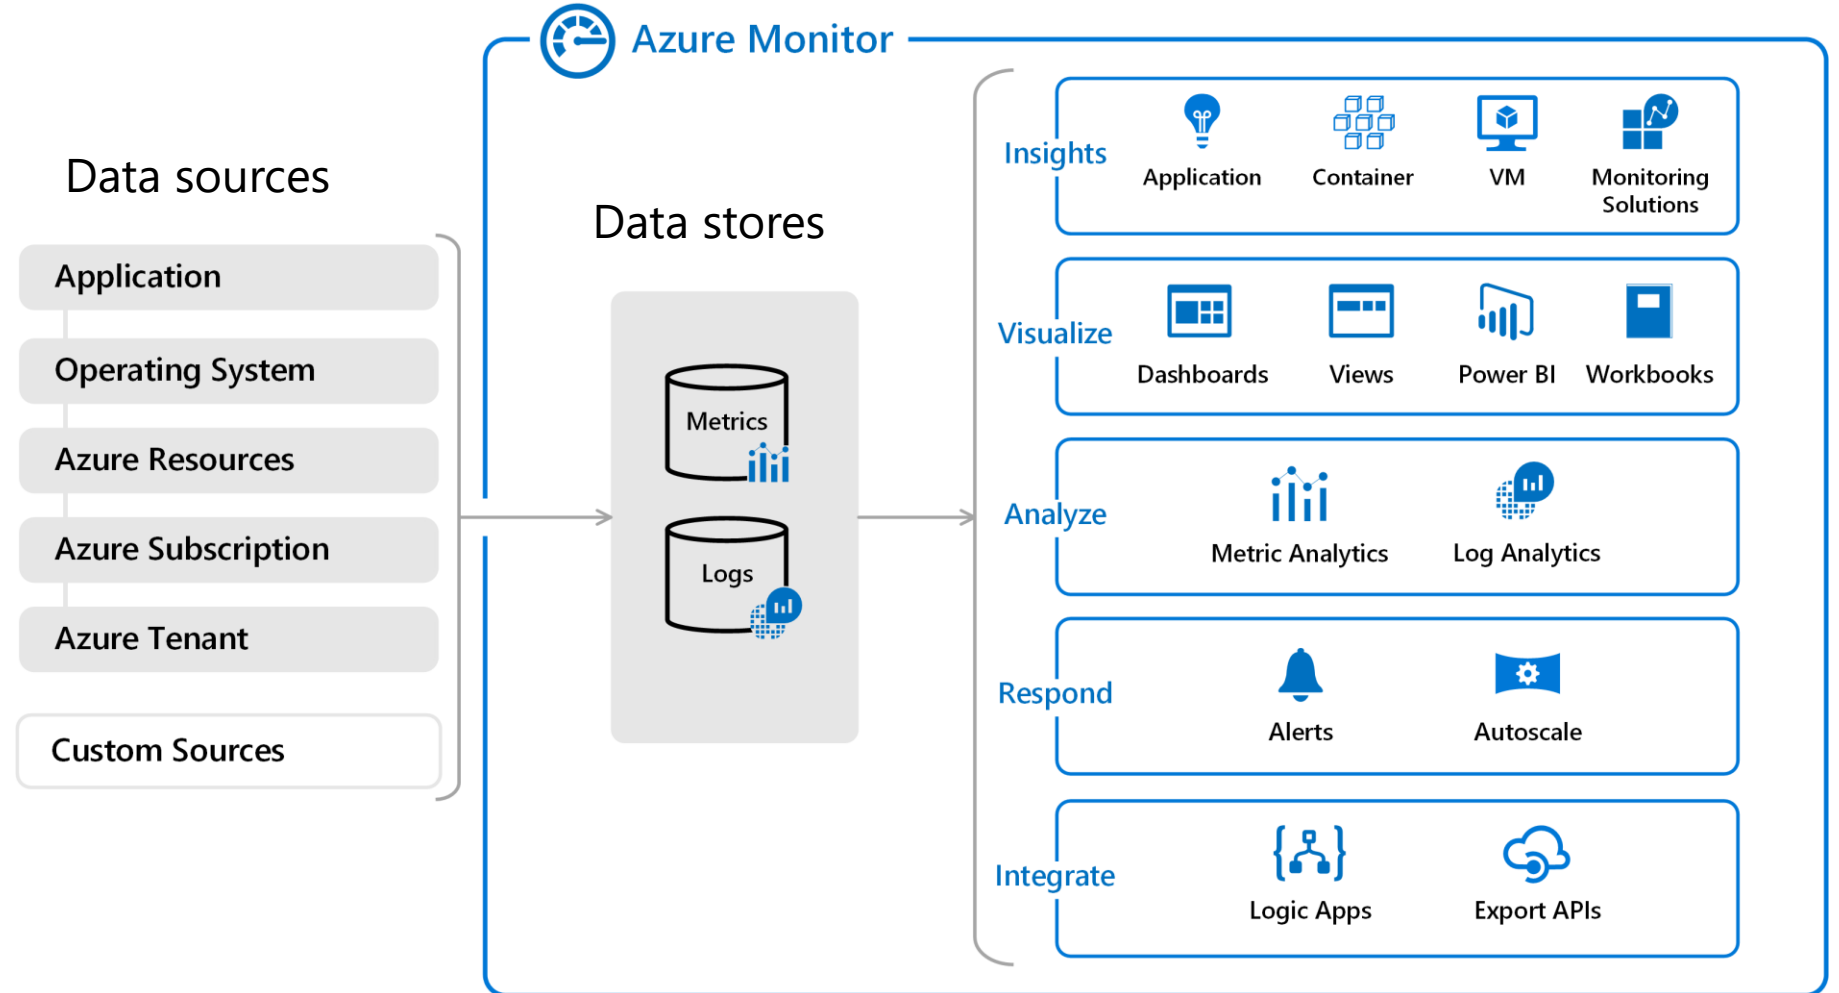 Azure Monitor
Data sources
Application
Operating System
Azure Resources
Azure Subscription
Azure Tenant
Custom Sources
Data stores
Metrics
Logs
Insights
Application
Container
VM
Monitoring
Solutions
Visualize
Dashboards
Views
Power BI
Workbooks
Analyze
Metric Analytics
Log Analytics
Respond
Alerts
Autoscale
Integrate
Logic Apps
Export APIs